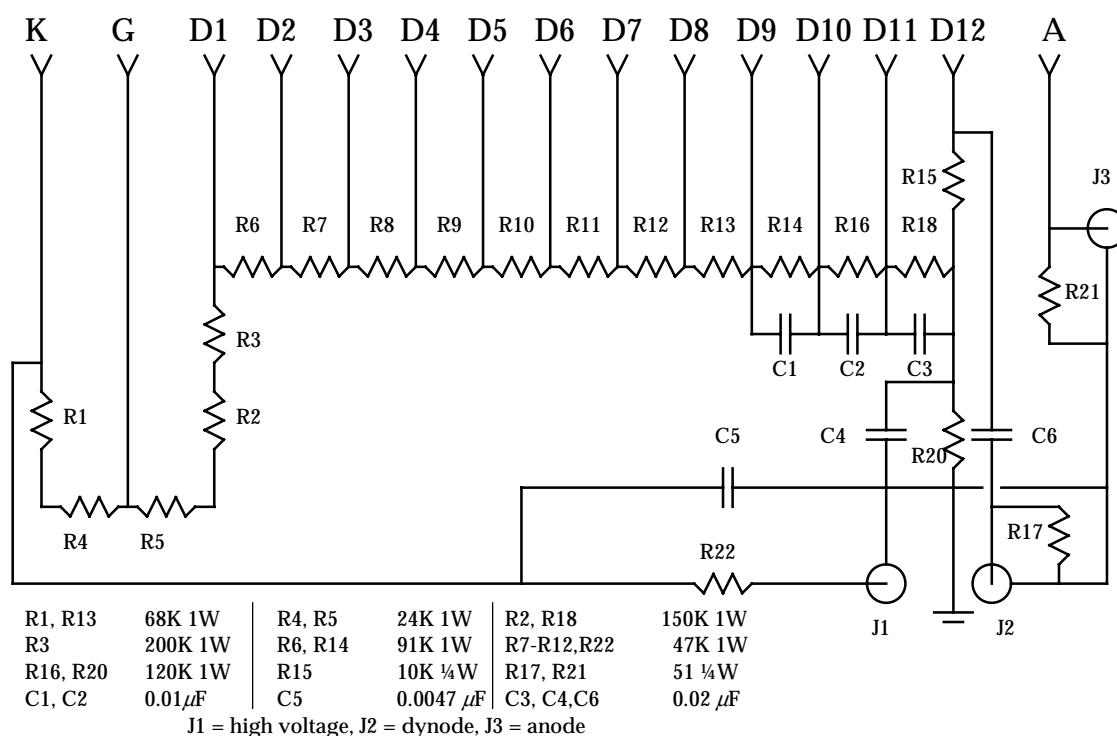 K G D1 D2 D3 D4 D5 D6 D7 D8 D9 D10 D11 D12 A
R15
J3
R6 R7 R8 R9 R10 R11 R12 R13 R14 R16 R18
R21
R3
C1 C2 C3
R1 R2
C5 C4 R20 C6
R4 R5
R17
R22
J1 J2
R1, R13 68K 1W R4, R5 24K 1W R2, R18 150K 1W
R3 200K 1W R6, R14 91K 1W R7-R12,R22 47K 1W
R16, R20 120K 1W R15 10K ¼W R17, R21 51 ¼W
C1, C2 0.01µF C5 0.0047 µF C3, C4,C6 0.02 µF
J1 = high voltage, J2 = dynode, J3 = anode